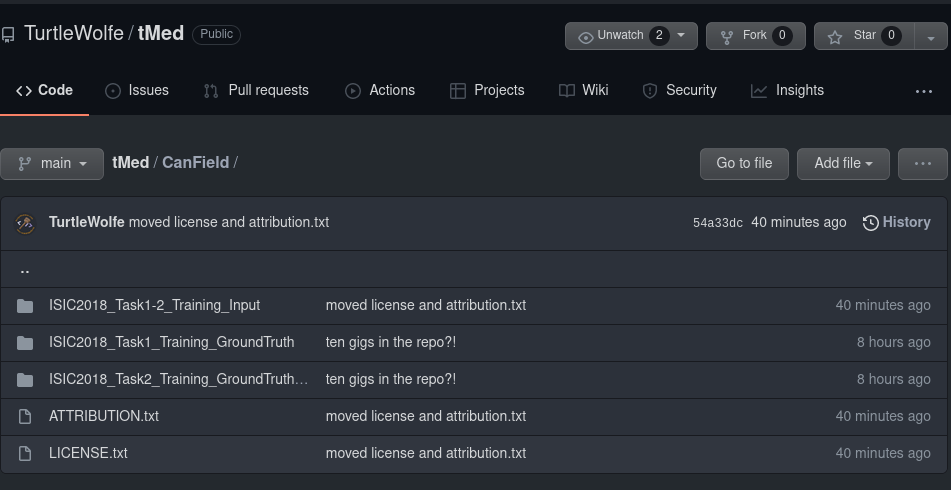 TurtleWolfe / tMed Public
Unwatch 2 Fork 0 Star 0
Code Issues Pull requests Actions Projects Wiki Security Insights ...
main tMed / CanField / Go to file Add file ...
TurtleWolfe moved license and attribution.txt 54a33dc 40 minutes ago History
..
ISIC2018_Task1-2_Training_Input moved license and attribution.txt 40 minutes ago
ISIC2018_Task1_Training_GroundTruth ten gigs in the repo?! 8 hours ago
ISIC2018_Task2_Training_GroundTruth… ten gigs in the repo?! 8 hours ago
ATTRIBUTION.txt moved license and attribution.txt 40 minutes ago
LICENSE.txt moved license and attribution.txt 40 minutes ago